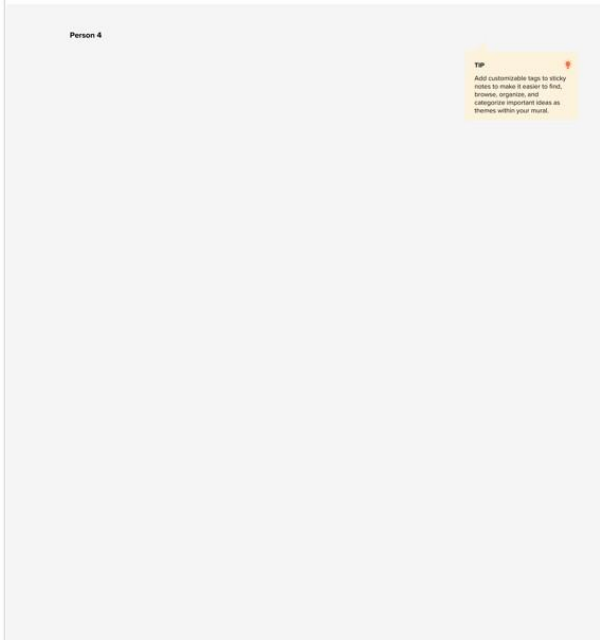 Person 4
TIP
Add customizable tags to sticky
notes to make it easier to find,
browse, organize, and
categorize important ideas as
themes within your mural.